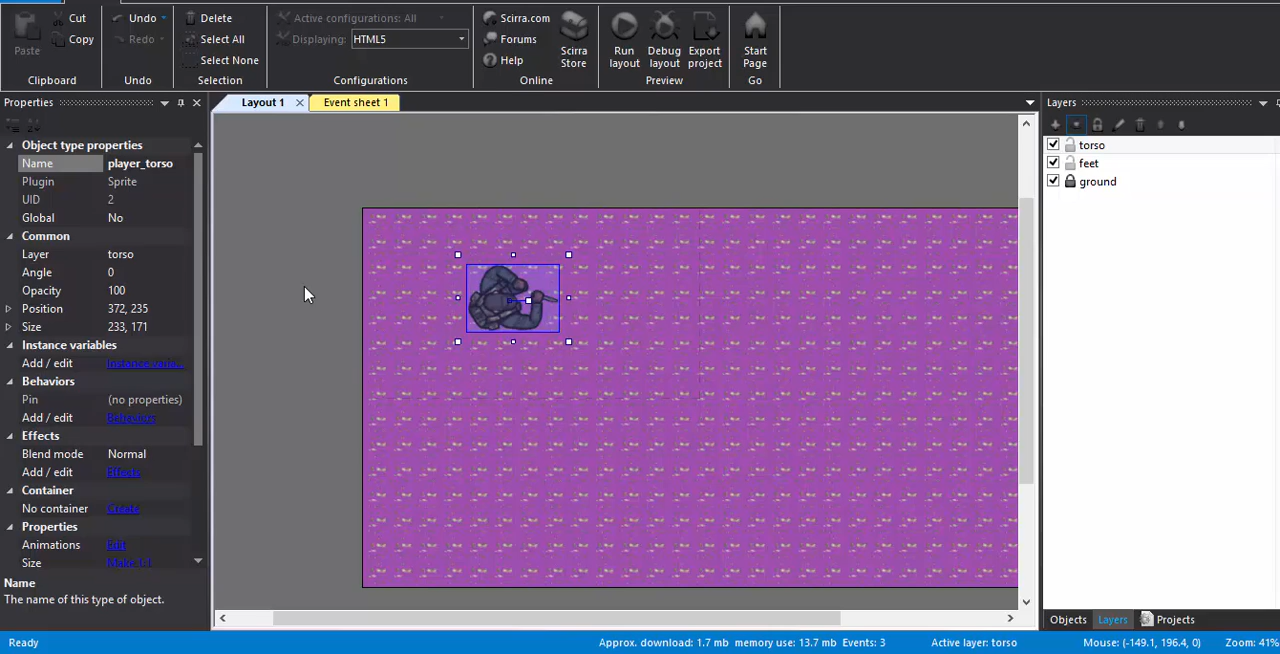 Cut Undo Delete Active configurations: All Scirra.com
Paste Copy Redo Select All Displaying: HTML5 Forums Scirra Store Run layout Debug layout Export project Start Page
Select None Help
Clipboard Undo Selection Configurations Online Preview Go
Properties Layout 1 Event sheet 1 Layers
Object type properties torso
Name player_torso feet
Plugin Sprite ground
UID 2
Global No
Common
Layer torso
Angle 0
Opacity 100
Position 372, 235
Size 233, 171
Instance variables
Add / edit Instance varia...
Behaviors
Pin (no properties)
Add / edit Behaviors
Effects
Blend mode Normal
Add / edit Effects
Container
No container Create
Properties
Animations Edit
Size
Name
The name of this type of object.
Objects Layers Projects
Ready Approx. download: 1.7 mb memory use: 13.7 mb Events: 3 Active layer: torso Mouse: (-149.1, 196.4, 0) Zoom: 41%